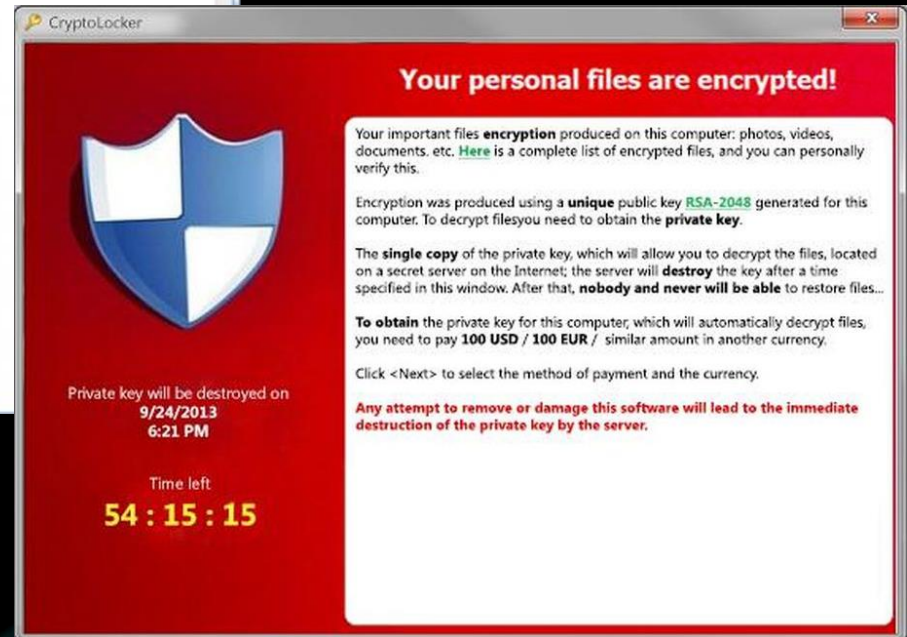 CryptoLocker
Your personal files are encrypted!
Your important files encryption produced on this computer: photos, videos,
documents. etc. Here is a complete list of encrypted files, and you can personally
verify this.
Encryption was produced using a unique public key RSA-2048 generated for this
computer. To decrypt filesyou need to obtain the private key.
The single copy of the private key, which will allow you to decrypt the files, located
on a secret server on the Internet; the server will destroy the key after a time
specified in this window. After that, nobody and never will be able to restore files...
To obtain the private key for this computer, which will automatically decrypt files,
you need to pay 100 USD / 100 EUR / similar amount in another currency.
Click <Next> to select the method of payment and the currency.
Any attempt to remove or damage this software will lead to the immediate
destruction of the private key by the server.
Private key will be destroyed on
9/24/2013
6:21 PM
Time left
54 : 15 : 15